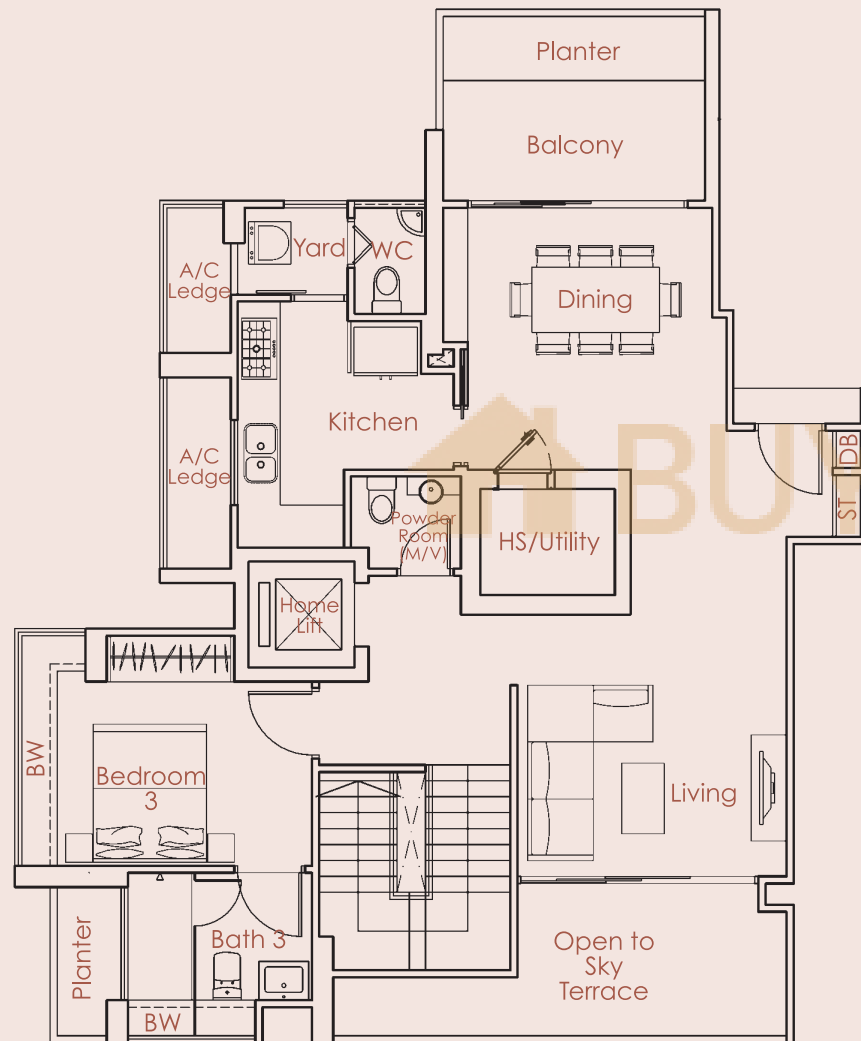 Planter
Balcony
Yard
WC
A/C
Ledge
Dining
Kitchen
A/C
Ledge
DB
ST
Powder
Room
(M/V)
HS/Utility
BUY
Home
Lift
BW
Bedroom
3
Living
Planter
Bath 3
Open to
Sky
Terrace
BW